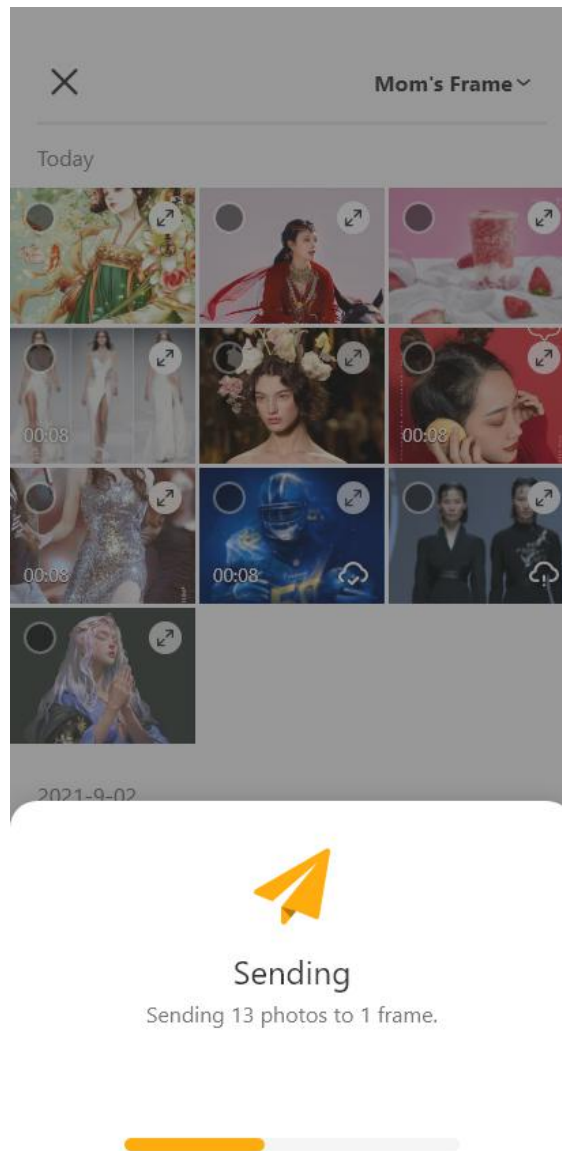 Mom's Frame
Today
00:08
00:08
00:08
00:08
2021-9-02
Sending
Sending 13 photos to 1 frame.